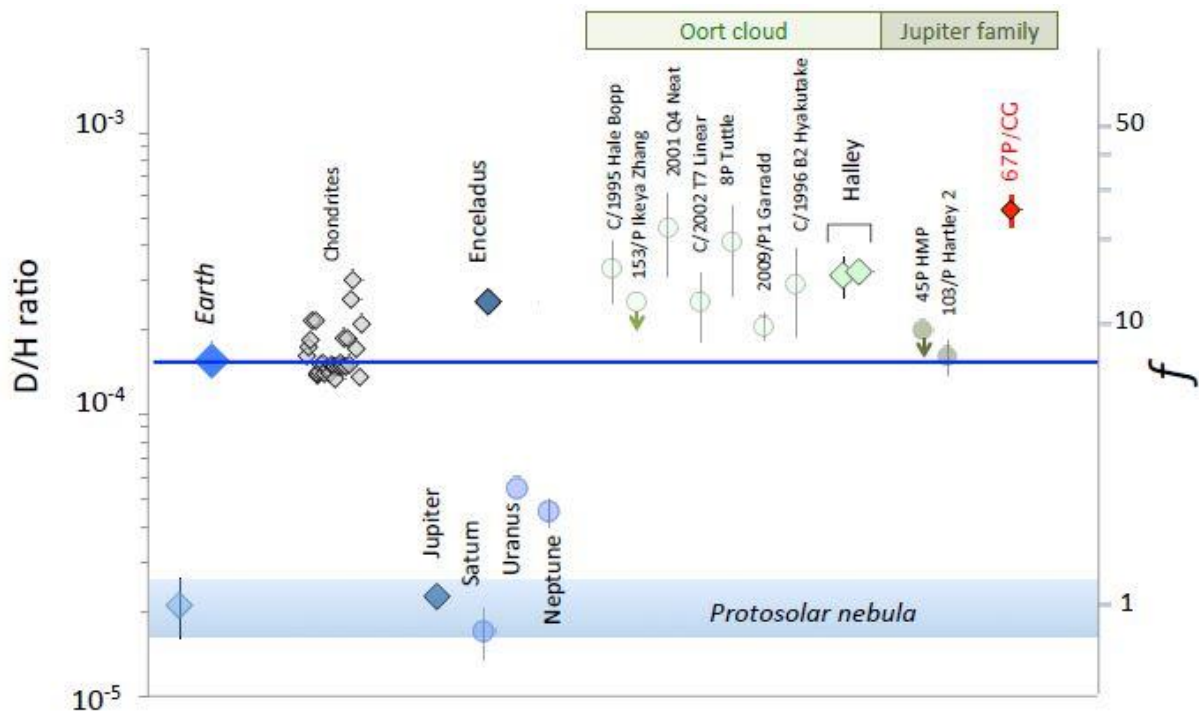 Oort cloud
Jupiter family
10-3
10-4
10-5
D/H ratio
Earth
Chondrites
Enceladus
C/1995 Hale Bopp
153/P Ikeya Zhang
2001 Q4 Neat
C/2002 T7 Linear
8P Tuttle
2009/P1 Garradd
C/1996 B2 Hyakutake
Halley
45P HMP
103/P Hartley 2
67P/CG
Jupiter
Satum
Uranus
Neptune
Protosolar nebula
50
10
1
f